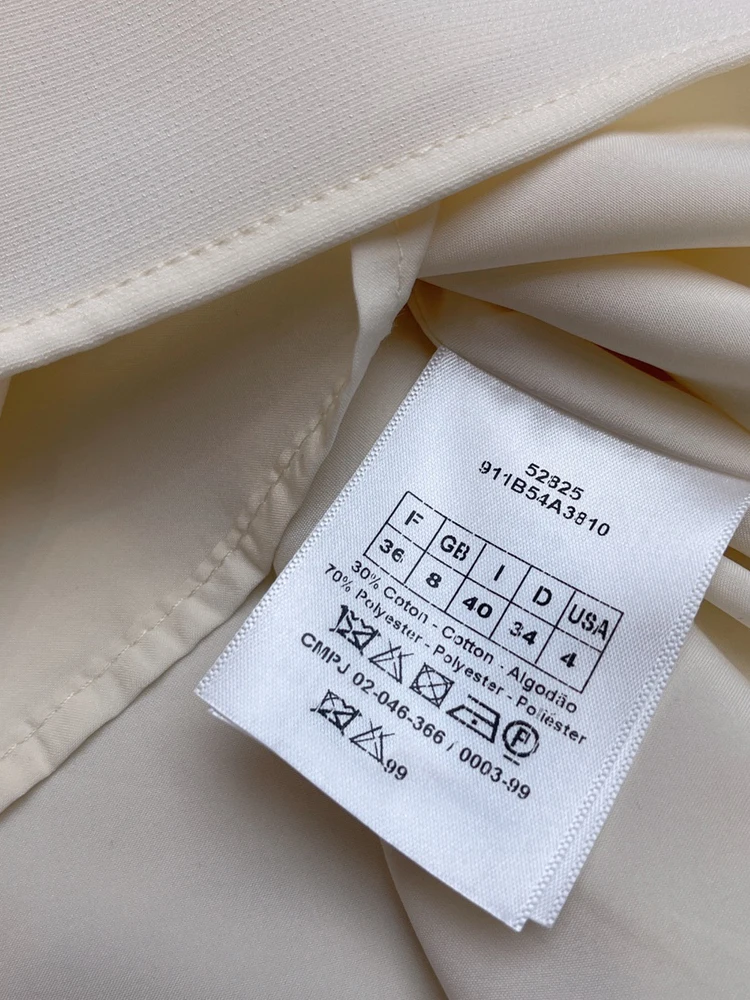 52825
911B54A3810
F GB I D USA
36 8 40 34 4
30% Coton - Cotton - Algodão
70% Polyester - Polyester - Poliéster
CMPJ 02-046-366 / 0003-99
99